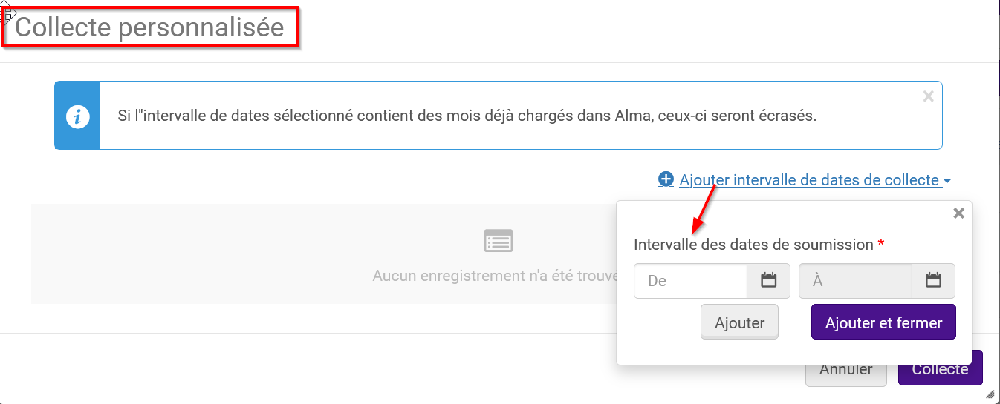 Collecte personnalisée
Si l"intervalle de dates sélectionné contient des mois déjà chargés dans Alma, ceux-ci seront écrasés.
Ajouter intervalle de dates de collecte
Intervalle des dates de soumission *
Aucun enregistrement n'a été trouvé
De
À
Ajouter
Ajouter et fermer
Annuler
Collecte